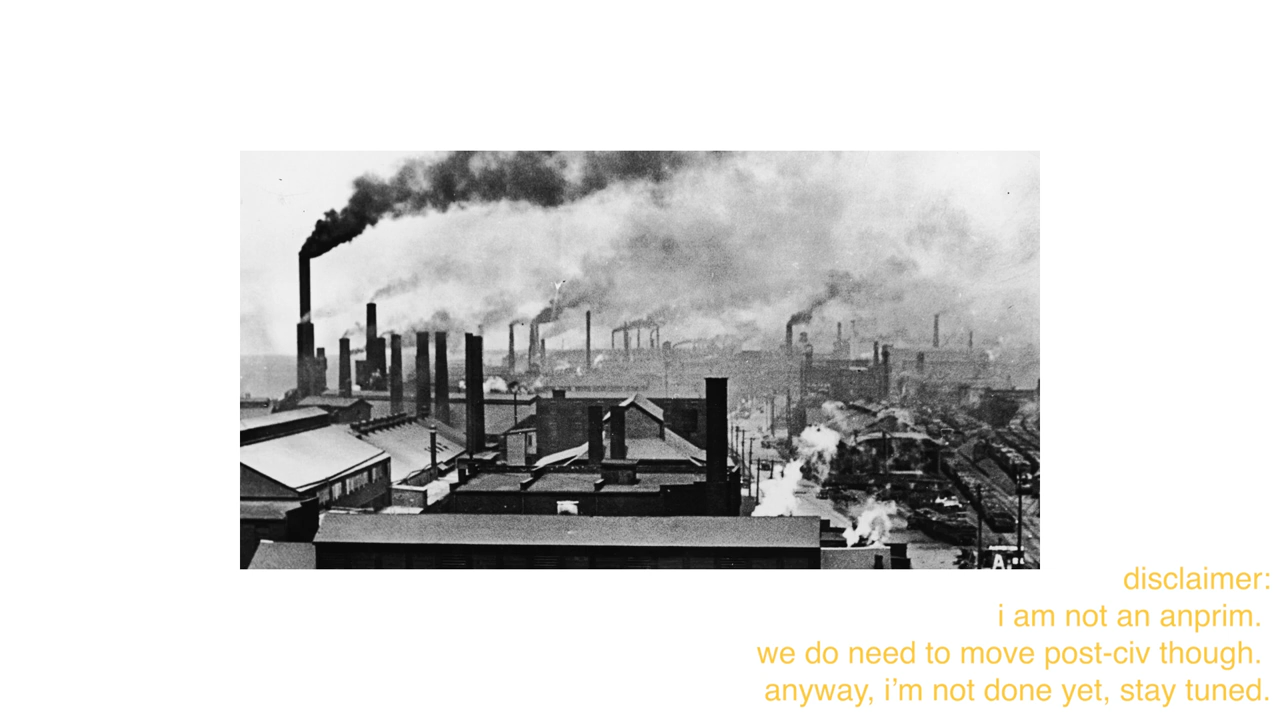 disclaimer:
i am not an anprim.
we do need to move post-civ though.
anyway, i'm not done yet, stay tuned.